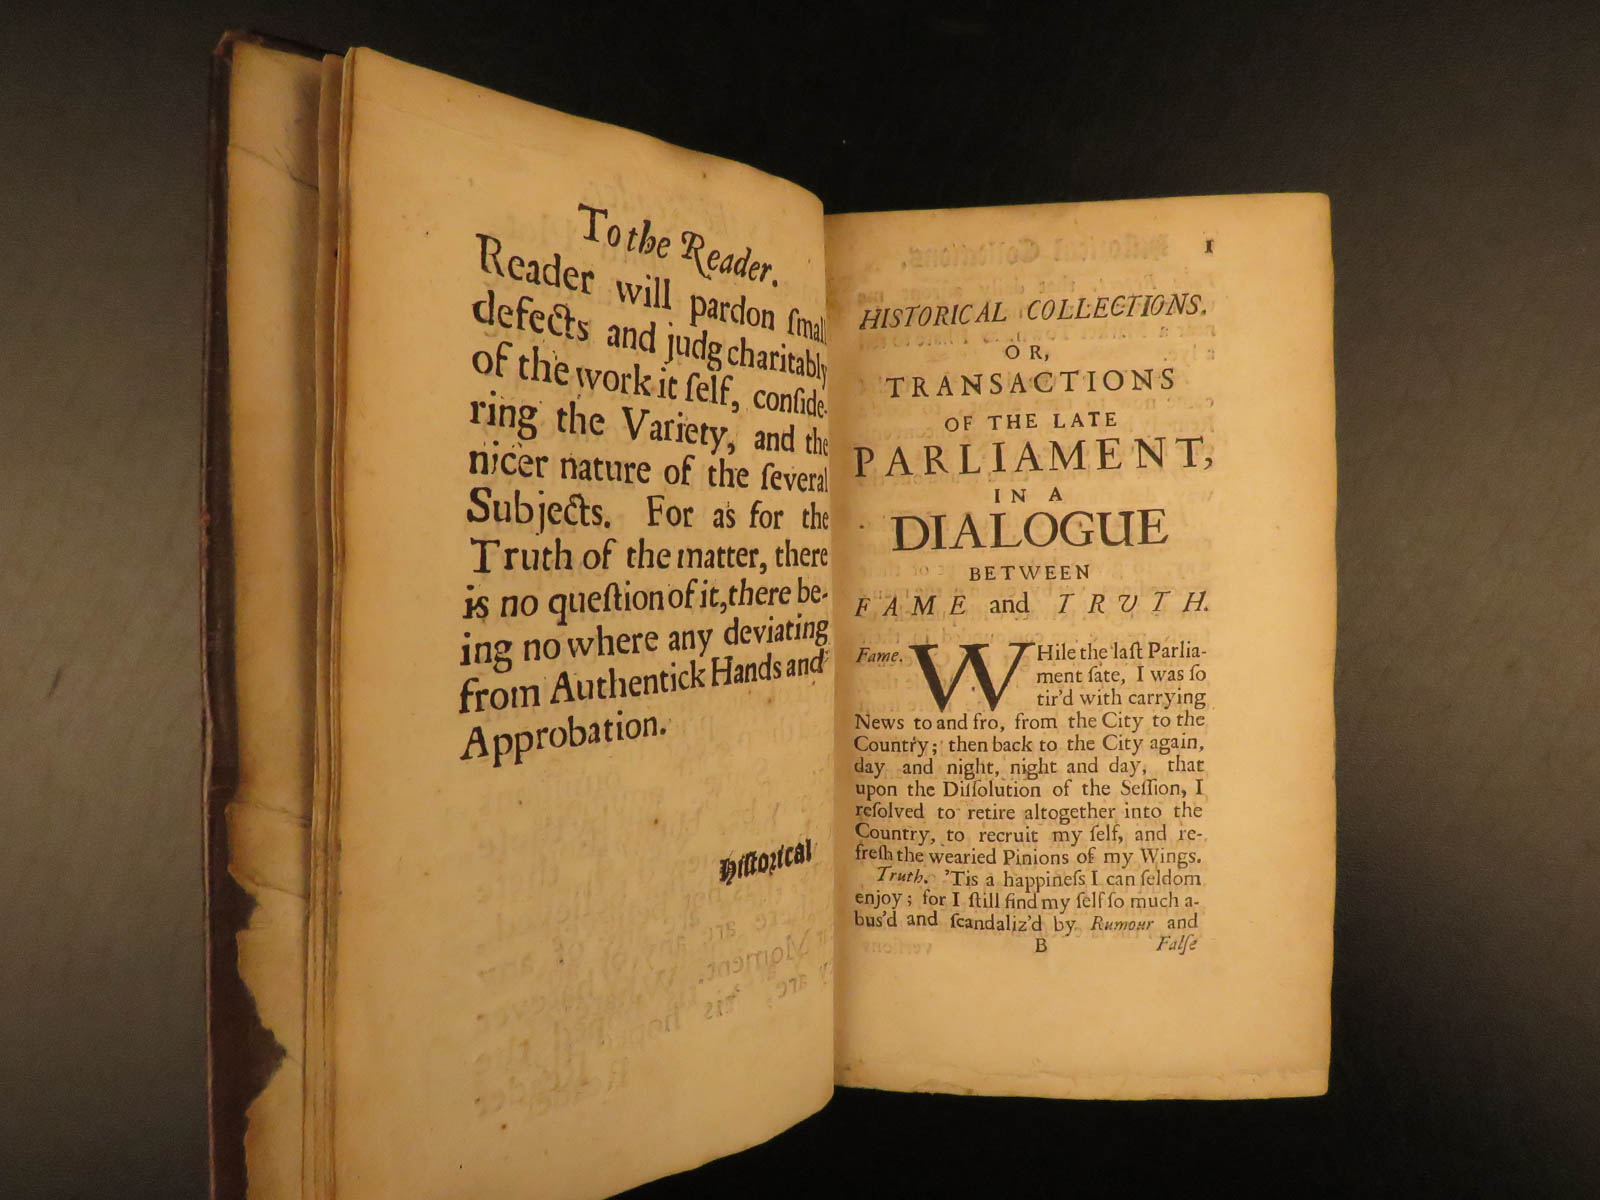 To the Reader.
Reader will pardon ſmall
defects and judg charitably
of the work it ſelf, conſide-
ring the Variety, and the
nicer nature of the ſeveral
Subjects. For as for the
Truth of the matter, there
is no queſtion of it, there be-
ing no where any deviating
from Authentick Hands and
Approbation.
Hiſtorical
1
HISTORICAL COLLECTIONS.
OR,
TRANSACTIONS
OF THE LATE
PARLIAMENT,
IN A
DIALOGUE
BETWEEN
FAME and TRUTH.
Fame. WHile the laſt Parlia-
ment ſate, I was ſo
tir'd with carrying
News to and fro, from the City to the
Country; then back to the City again,
day and night, night and day, that
upon the Diſſolution of the Seſſion, I
reſolved to retire altogether into the
Country, to recruit my ſelf, and re-
freſh the wearied Pinions of my Wings.
Truth. 'Tis a happineſs I can ſeldom
enjoy; for I ſtill find my ſelf ſo much a-
bus'd and ſcandaliz'd by Rumour and
B Falſe